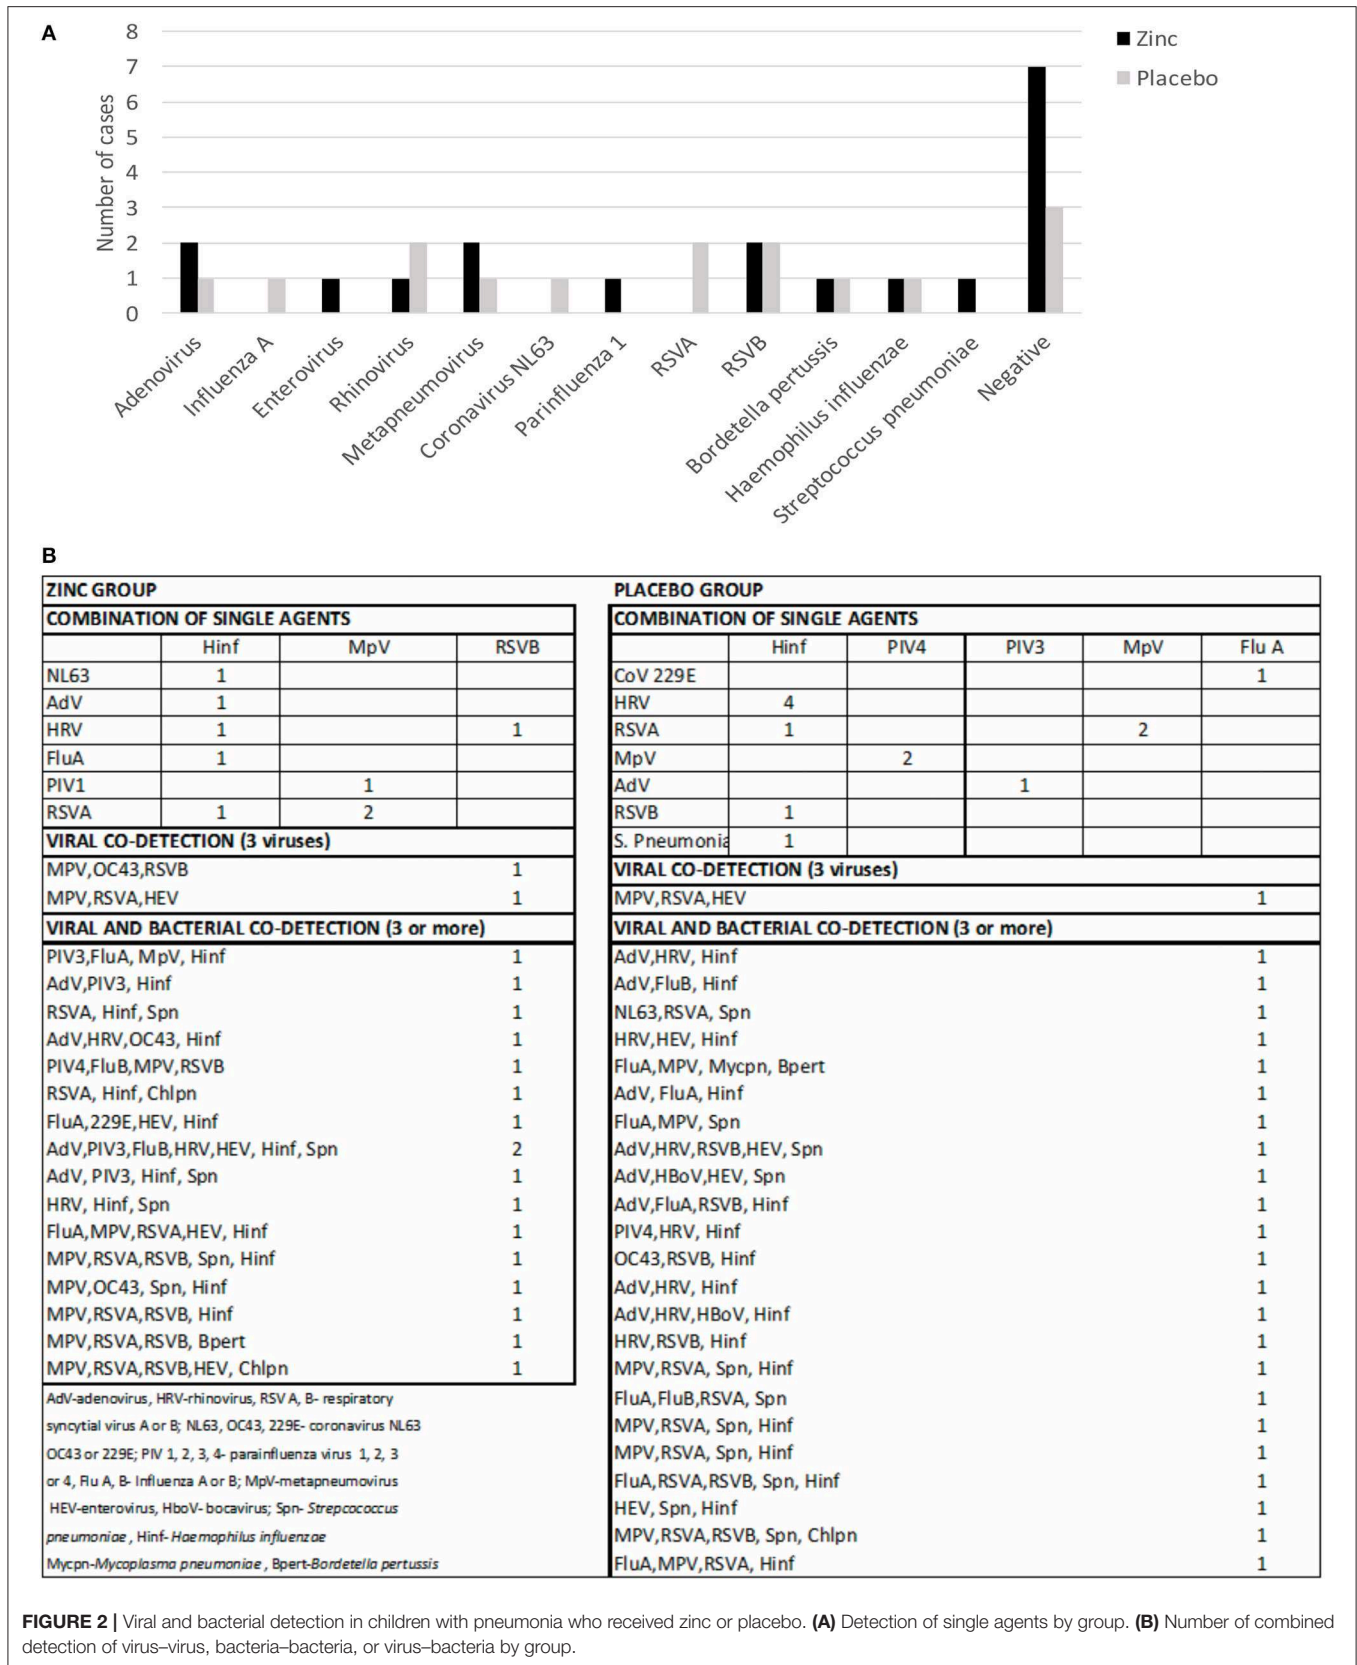 A
8
7
6
5
4
3
2
1
0
Number of cases
Zinc
Placebo
Adenovirus
Influenza A
Enterovirus
Rhinovirus
Metapneumovirus
Coronavirus NL63
Parinfluenza 1
RSVA
RSVB
Bordetella pertussis
Haemophilus influenzae
Streptococcus pneumoniae
Negative
B
ZINC GROUP
COMBINATION OF SINGLE AGENTS
Hinf MpV RSVB
NL63 1
AdV 1
HRV 1 1
FluA 1
PIV1 1
RSVA 1 2
VIRAL CO-DETECTION (3 viruses)
MPV,OC43,RSVB 1
MPV,RSVA,HEV 1
VIRAL AND BACTERIAL CO-DETECTION (3 or more)
PIV3,FluA, MpV, Hinf 1
AdV,PIV3, Hinf 1
RSVA, Hinf, Spn 1
AdV,HRV,OC43, Hinf 1
PIV4,FluB,MPV,RSVB 1
RSVA, Hinf, Chlpn 1
FluA,229E,HEV, Hinf 1
AdV,PIV3,FluB,HRV,HEV, Hinf, Spn 2
AdV, PIV3, Hinf, Spn 1
HRV, Hinf, Spn 1
FluA,MPV,RSVA,HEV, Hinf 1
MPV,RSVA,RSVB, Spn, Hinf 1
MPV,OC43, Spn, Hinf 1
MPV,RSVA,RSVB, Hinf 1
MPV,RSVA,RSVB, Bpert 1
MPV,RSVA,RSVB,HEV, Chlpn 1
AdV-adenovirus, HRV-rhinovirus, RSV A, B- respiratory
syncytial virus A or B; NL63, OC43, 229E- coronavirus NL63
OC43 or 229E; PIV 1, 2, 3, 4- parainfluenza virus 1, 2, 3
or 4, Flu A, B- Influenza A or B; MpV-metapneumovirus
HEV-enterovirus, HboV- bocavirus; Spn- Strepcococcus
pneumoniae , Hinf- Haemophilus influenzae
Mycpn-Mycoplasma pneumoniae , Bpert-Bordetella pertussis
PLACEBO GROUP
COMBINATION OF SINGLE AGENTS
Hinf PIV4 PIV3 MpV Flu A
CoV 229E 1
HRV 4
RSVA 1 2
MpV 2
AdV 1
RSVB 1
S. Pneumonia 1
VIRAL CO-DETECTION (3 viruses)
MPV,RSVA,HEV 1
VIRAL AND BACTERIAL CO-DETECTION (3 or more)
AdV,HRV, Hinf 1
AdV,FluB, Hinf 1
NL63,RSVA, Spn 1
HRV,HEV, Hinf 1
FluA,MPV, Mycpn, Bpert 1
AdV, FluA, Hinf 1
FluA,MPV, Spn 1
AdV,HRV,RSVB,HEV, Spn 1
AdV,HBoV,HEV, Spn 1
AdV,FluA,RSVB, Hinf 1
PIV4,HRV, Hinf 1
OC43,RSVB, Hinf 1
AdV,HRV, Hinf 1
AdV,HRV,HBoV, Hinf 1
HRV,RSVB, Hinf 1
MPV,RSVA, Spn, Hinf 1
FluA,FluB,RSVA, Spn 1
MPV,RSVA, Spn, Hinf 1
MPV,RSVA, Spn, Hinf 1
FluA,RSVA,RSVB, Spn, Hinf 1
HEV, Spn, Hinf 1
MPV,RSVA,RSVB, Spn, Chlpn 1
FluA,MPV,RSVA, Hinf 1
FIGURE 2 | Viral and bacterial detection in children with pneumonia who received zinc or placebo. (A) Detection of single agents by group. (B) Number of combined
detection of virus–virus, bacteria–bacteria, or virus–bacteria by group.